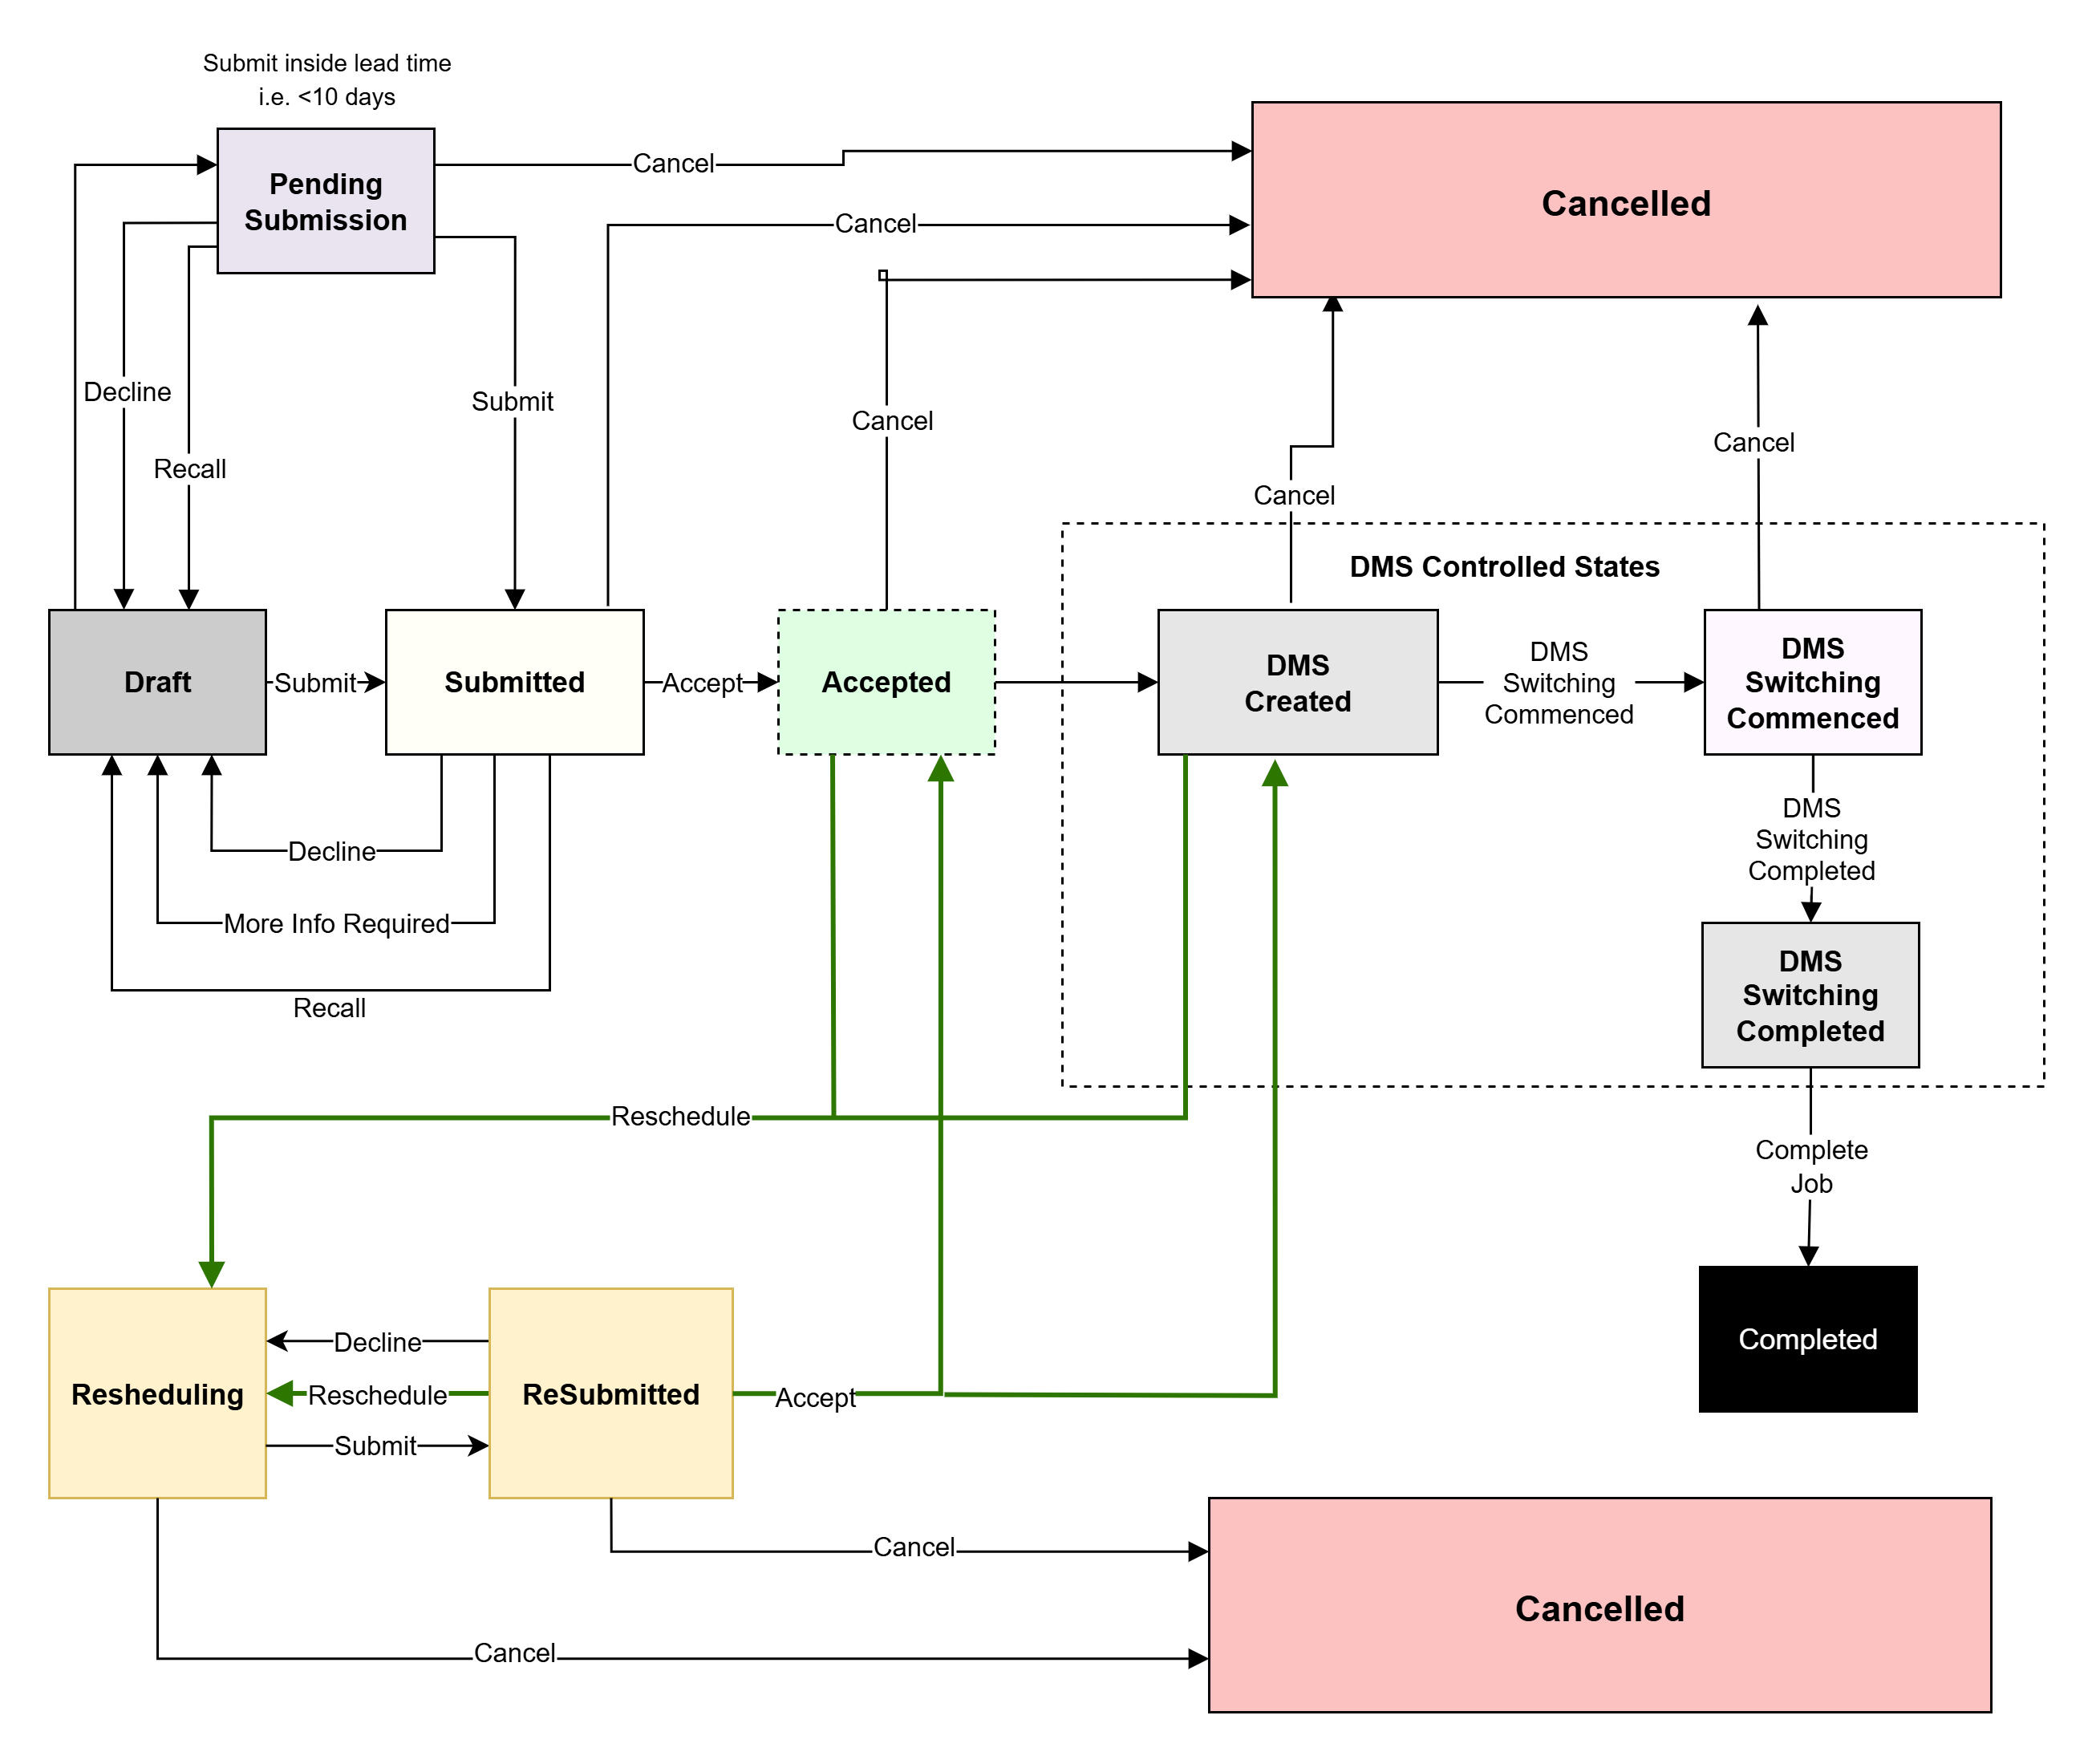 Submit inside lead time
i.e. <10 days
Pending
Submission
Cancel
Cancelled
Cancel
Decline
Submit
Cancel
Cancel
Recall
Cancel
DMS Controlled States
Draft
Submit
Submitted
Accept
Accepted
DMS
Created
DMS
Switching
Commenced
DMS
Switching
Commenced
DMS
Switching
Completed
Decline
More Info Required
Recall
DMS
Switching
Completed
Reschedule
Complete
Job
Completed
Resheduling
Decline
Reschedule
Submit
ReSubmitted
Accept
Cancel
Cancelled
Cancel